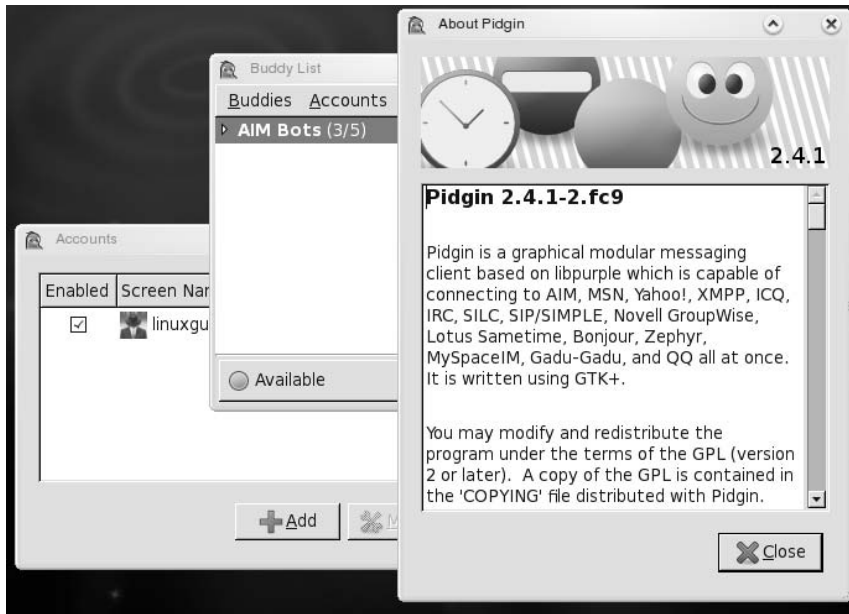 About Pidgin
2.4.1
Pidgin 2.4.1-2.fc9
Pidgin is a graphical modular messaging
client based on libpurple which is capable of
connecting to AIM, MSN, Yahoo!, XMPP, ICQ,
IRC, SILC, SIP/SIMPLE, Novell GroupWise,
Lotus Sametime, Bonjour, Zephyr,
MySpaceIM, Gadu-Gadu, and QQ all at once.
It is written using GTK+.
You may modify and redistribute the
program under the terms of the GPL (version
2 or later). A copy of the GPL is contained in
the 'COPYING' file distributed with Pidgin.
Close
Buddy List
Buddies Accounts
AIM Bots (3/5)
Available
Accounts
Enabled Screen Nar
linuxgu
Add